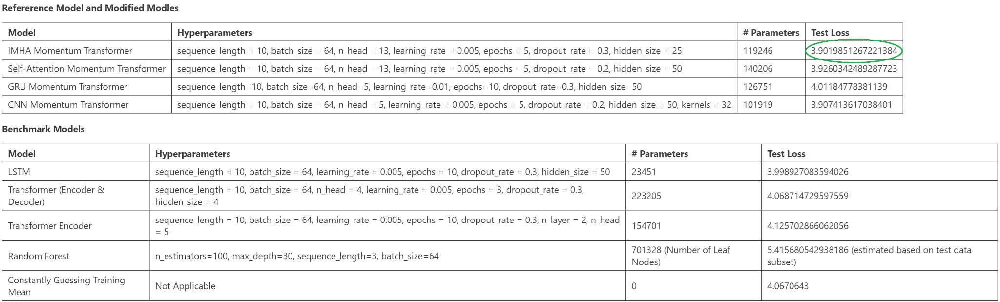 Refererence Model and Modified Modles
Model Hyperparameters # Parameters Test Loss
IMHA Momentum Transformer sequence_length = 10, batch_size = 64, n_head = 13, learning_rate = 0.005, epochs = 5, dropout_rate = 0.3, hidden_size = 25 119246 3.9019851267221384
Self-Attention Momentum Transformer sequence_length = 10, batch_size = 64, n_head = 13, learning_rate = 0.005, epochs = 5, dropout_rate = 0.2, hidden_size = 50 140206 3.9260342489287723
GRU Momentum Transformer sequence_length=10, batch_size=64, n_head=5, learning_rate=0.01, epochs=10, dropout_rate=0.3, hidden_size=50 126751 4.01184778381139
CNN Momentum Transformer sequence_length = 10, batch_size = 64, n_head = 5, learning_rate = 0.005, epochs = 5, dropout_rate = 0.2, hidden_size = 50, kernels = 32 101919 3.907413617038401
Benchmark Models
Model Hyperparameters # Parameters Test Loss
LSTM sequence_length = 10, batch_size = 64, learning_rate = 0.005, epochs = 10, dropout_rate = 0.3, hidden_size = 50 23451 3.998927083594026
Transformer (Encoder &
Decoder)
sequence_length = 10, batch_size = 64, n_head = 4, learning_rate = 0.005, epochs = 3, dropout_rate = 0.3,
hidden_size = 4
223205 4.068714729597559
Transformer Encoder
sequence_length = 10, batch_size = 64, learning_rate = 0.005, epochs = 10, dropout_rate = 0.3, n_layer = 2, n_head
= 5
154701 4.125702866062056
Random Forest n_estimators=100, max_depth=30, sequence_length=3, batch_size=64
701328 (Number of Leaf
Nodes)
5.415680542938186 (estimated based on test data
subset)
Constantly Guessing Training
Mean
Not Applicable 0 4.0670643